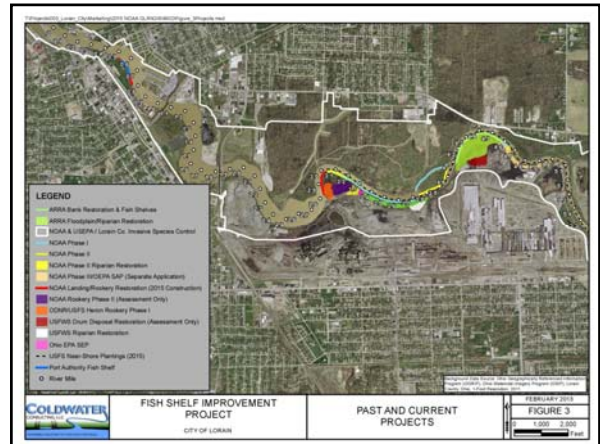 LEGEND
ARRA Bank Restoration & Fish Shelves
ARRA Floodplain/Riparian Restoration
NOAA & USEPA / Lorain Co. Invasive Species Control
NOAA Phase I
NOAA Phase II
NOAA Phase II Riparian Restoration
NOAA Phase III/OEPA SAP (Separate Application)
NOAA Landing/Rookery Restoration (2015 Construction)
NOAA Rookery Phase II (Assessment Only)
ODNR/USFS Heron Rookery Phase I
USFWS Drum Disposal Restoration (Assessment Only)
USFWS Riparian Restoration
Ohio EPA SEP
USFS Near-Shore Plantings (2015)
Port Authority Fish Shelf
River Mile
COLDWATER
CONSULTING, LLC
FISH SHELF IMPROVEMENT
PROJECT
CITY OF LORAIN
PAST AND CURRENT
PROJECTS
FEBRUARY 2015
FIGURE 3
0 1,000 2,000
Feet